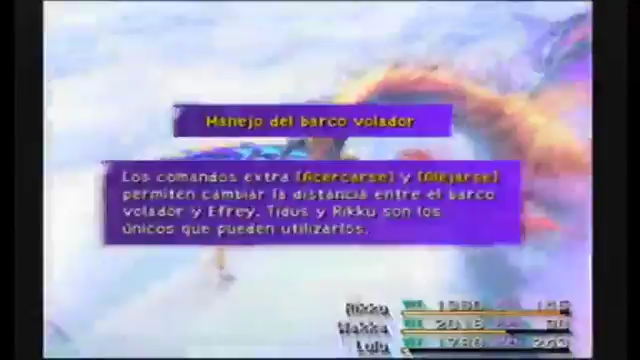 Manejo del barco volador
Los comandos extra [Acercarse] y [Alejarse]
permiten cambiar la distancia entre el barco
volador y Efrey. Tidus y Rikku son los
únicos que pueden utilizarlos.
Rikku
Wakka
Lulu